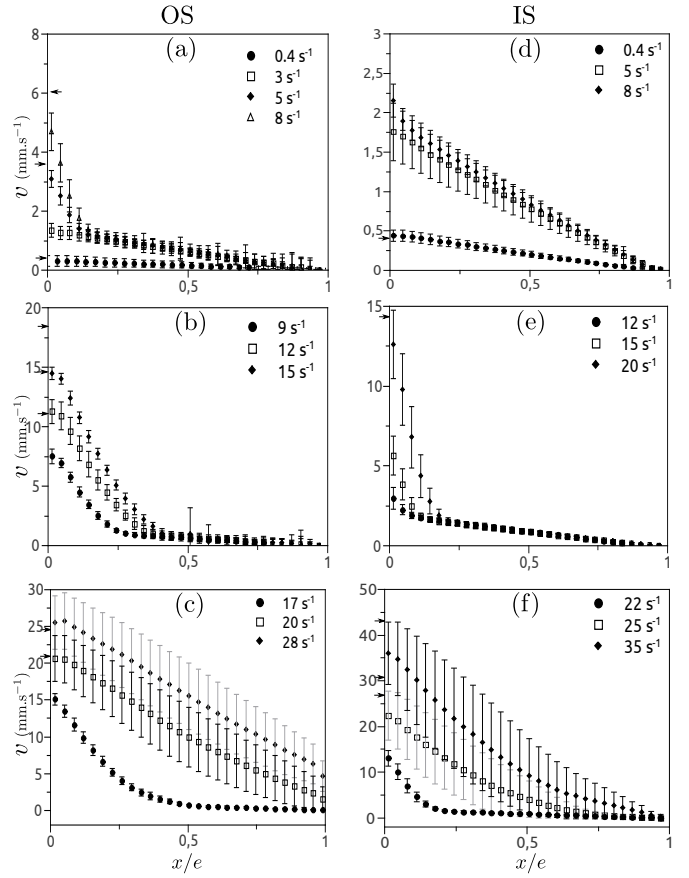 OS
IS
(a)
0.4 s⁻¹
3 s⁻¹
5 s⁻¹
8 s⁻¹
8
6
4
2
0
v (mm.s⁻¹)
0
0,5
1
(d)
0.4 s⁻¹
5 s⁻¹
8 s⁻¹
3
2,5
2
1,5
1
0,5
0
0
0,5
1
(b)
9 s⁻¹
12 s⁻¹
15 s⁻¹
20
15
10
5
0
v (mm.s⁻¹)
0
0,5
1
(e)
12 s⁻¹
15 s⁻¹
20 s⁻¹
15
10
5
0
0
0,5
1
(c)
17 s⁻¹
20 s⁻¹
28 s⁻¹
30
25
20
15
10
5
0
v (mm.s⁻¹)
0
0,5
1
x/e
(f)
22 s⁻¹
25 s⁻¹
35 s⁻¹
50
40
30
20
10
0
0
0,5
1
x/e